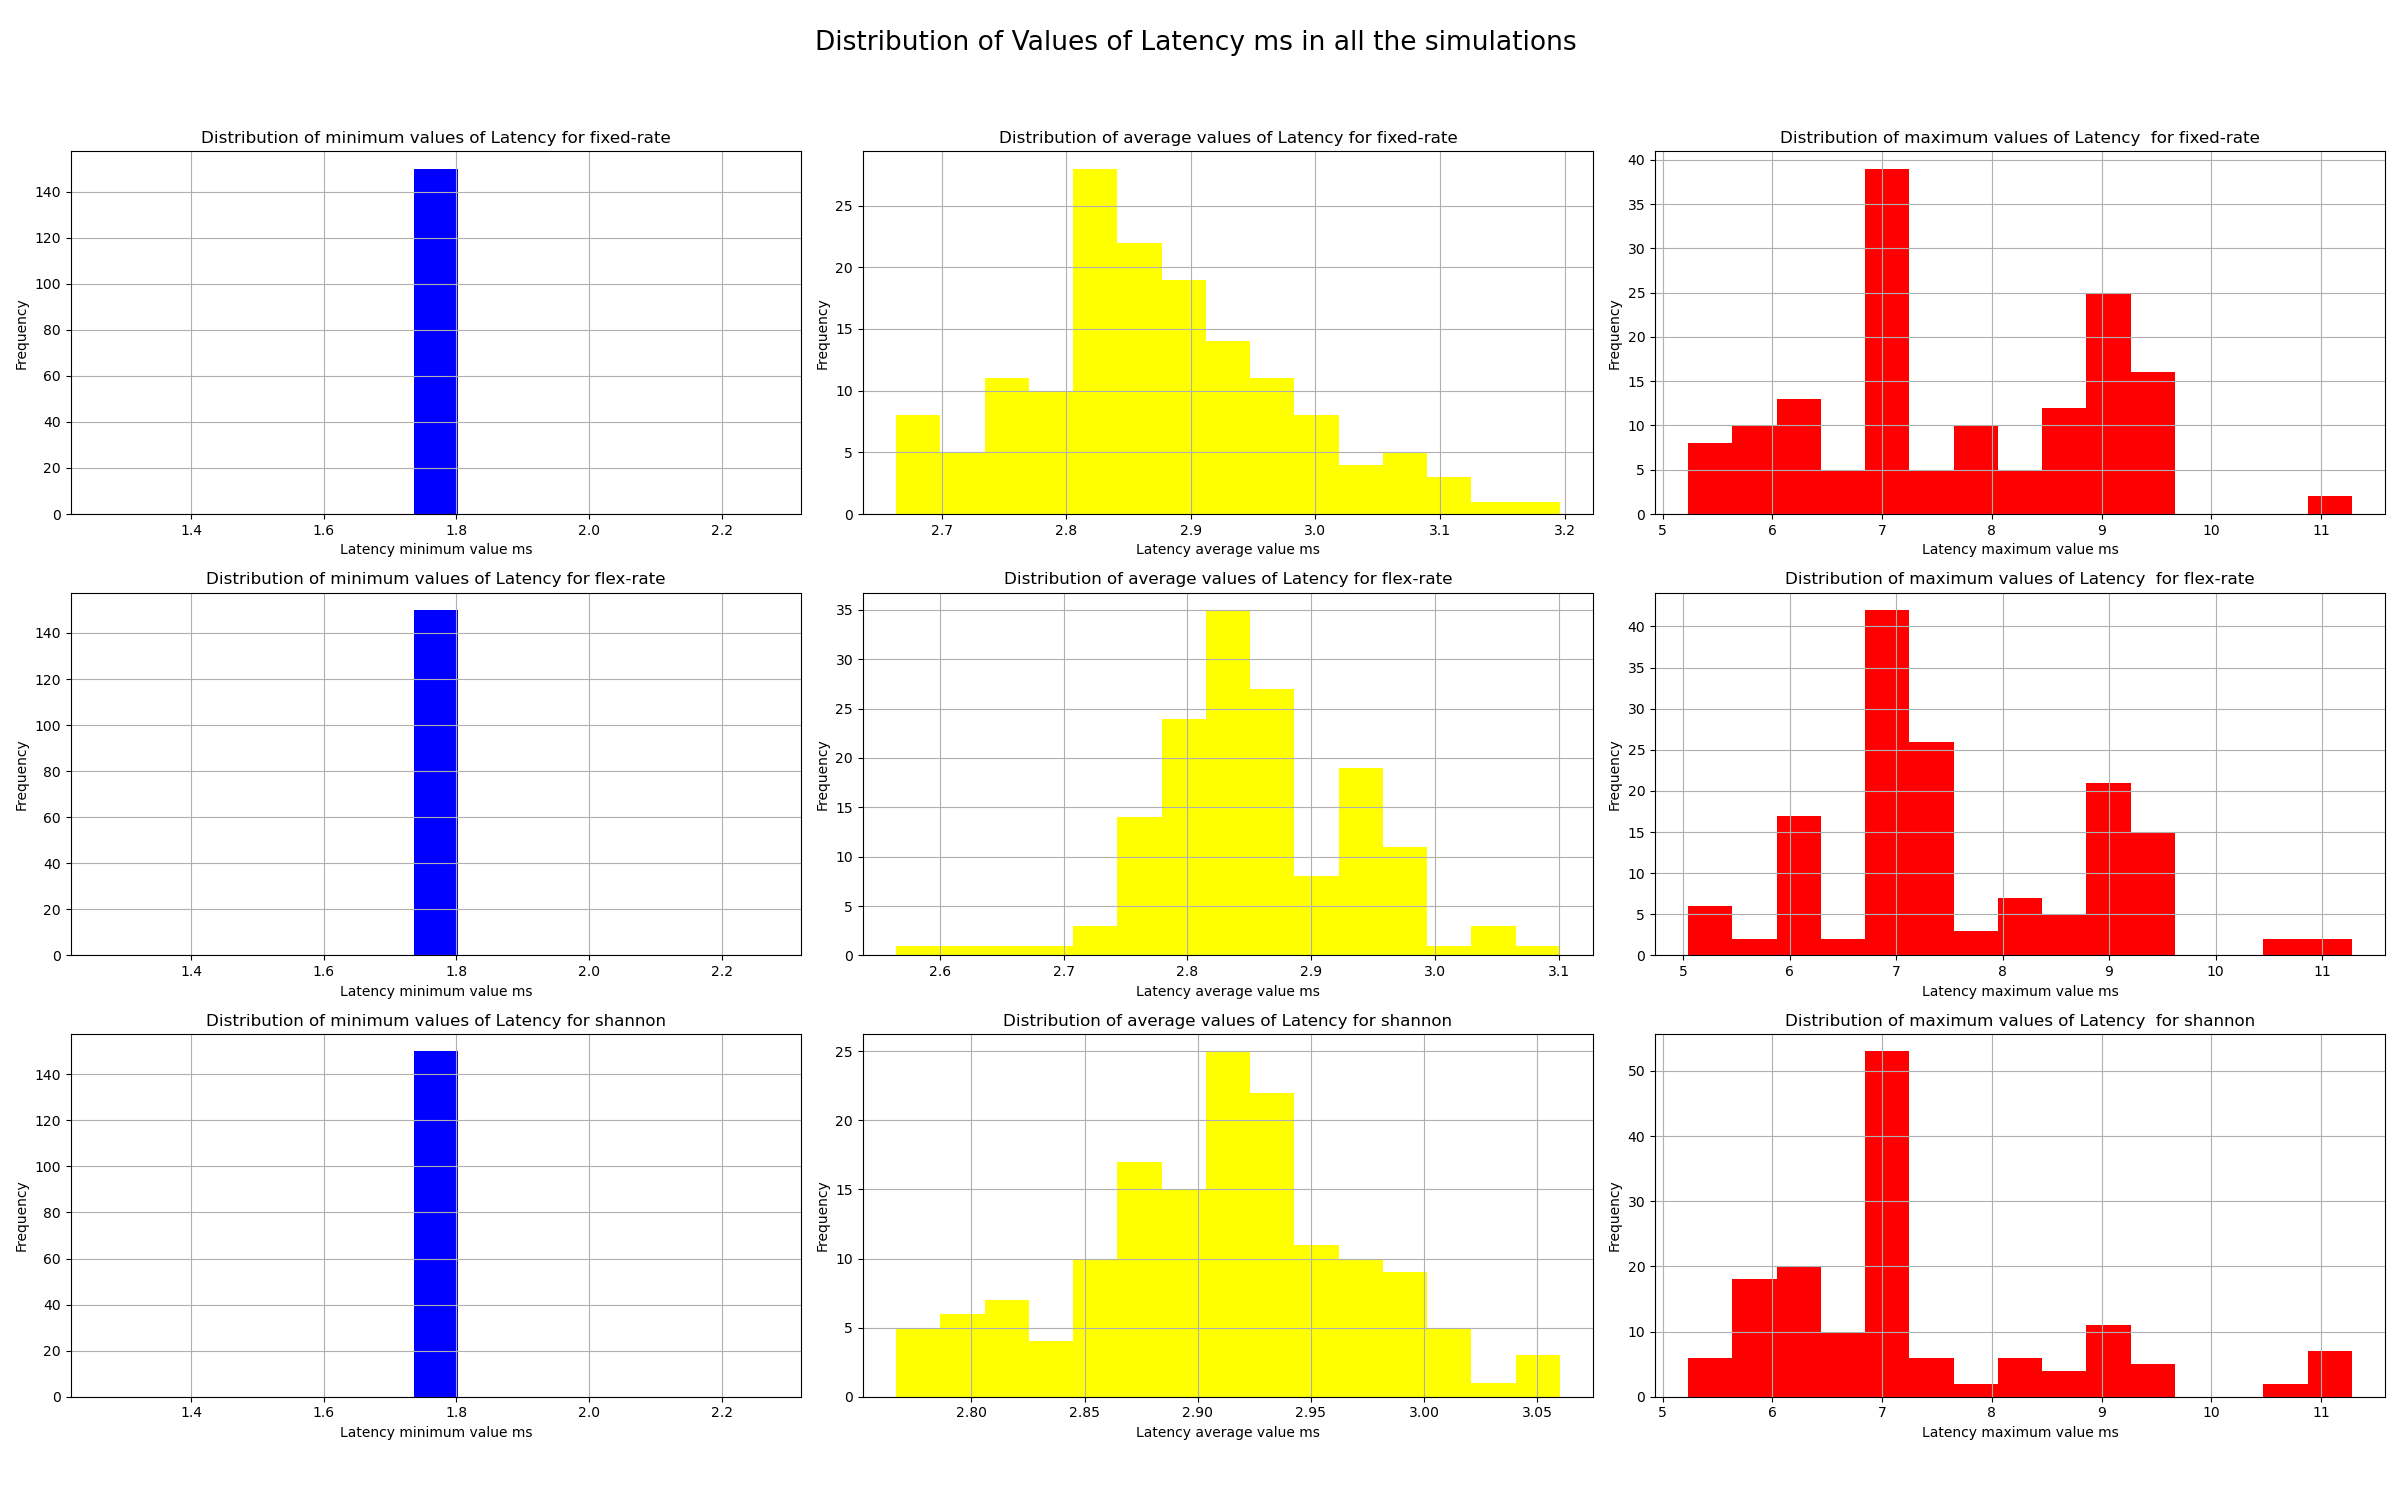 Distribution of Values of Latency ms in all the simulations
Distribution of minimum values of Latency for fixed-rate
Frequency
0 20 40 60 80 100 120 140
1.4 1.6 1.8 2.0 2.2
Latency minimum value ms
Distribution of average values of Latency for fixed-rate
Frequency
0 5 10 15 20 25
2.7 2.8 2.9 3.0 3.1 3.2
Latency average value ms
Distribution of maximum values of Latency  for fixed-rate
Frequency
0 5 10 15 20 25 30 35 40
5 6 7 8 9 10 11
Latency maximum value ms
Distribution of minimum values of Latency for flex-rate
Frequency
0 20 40 60 80 100 120 140
1.4 1.6 1.8 2.0 2.2
Latency minimum value ms
Distribution of average values of Latency for flex-rate
Frequency
0 5 10 15 20 25 30 35
2.6 2.7 2.8 2.9 3.0 3.1
Latency average value ms
Distribution of maximum values of Latency  for flex-rate
Frequency
0 5 10 15 20 25 30 35 40
5 6 7 8 9 10 11
Latency maximum value ms
Distribution of minimum values of Latency for shannon
Frequency
0 20 40 60 80 100 120 140
1.4 1.6 1.8 2.0 2.2
Latency minimum value ms
Distribution of average values of Latency for shannon
Frequency
0 5 10 15 20 25
2.80 2.85 2.90 2.95 3.00 3.05
Latency average value ms
Distribution of maximum values of Latency  for shannon
Frequency
0 10 20 30 40 50
5 6 7 8 9 10 11
Latency maximum value ms